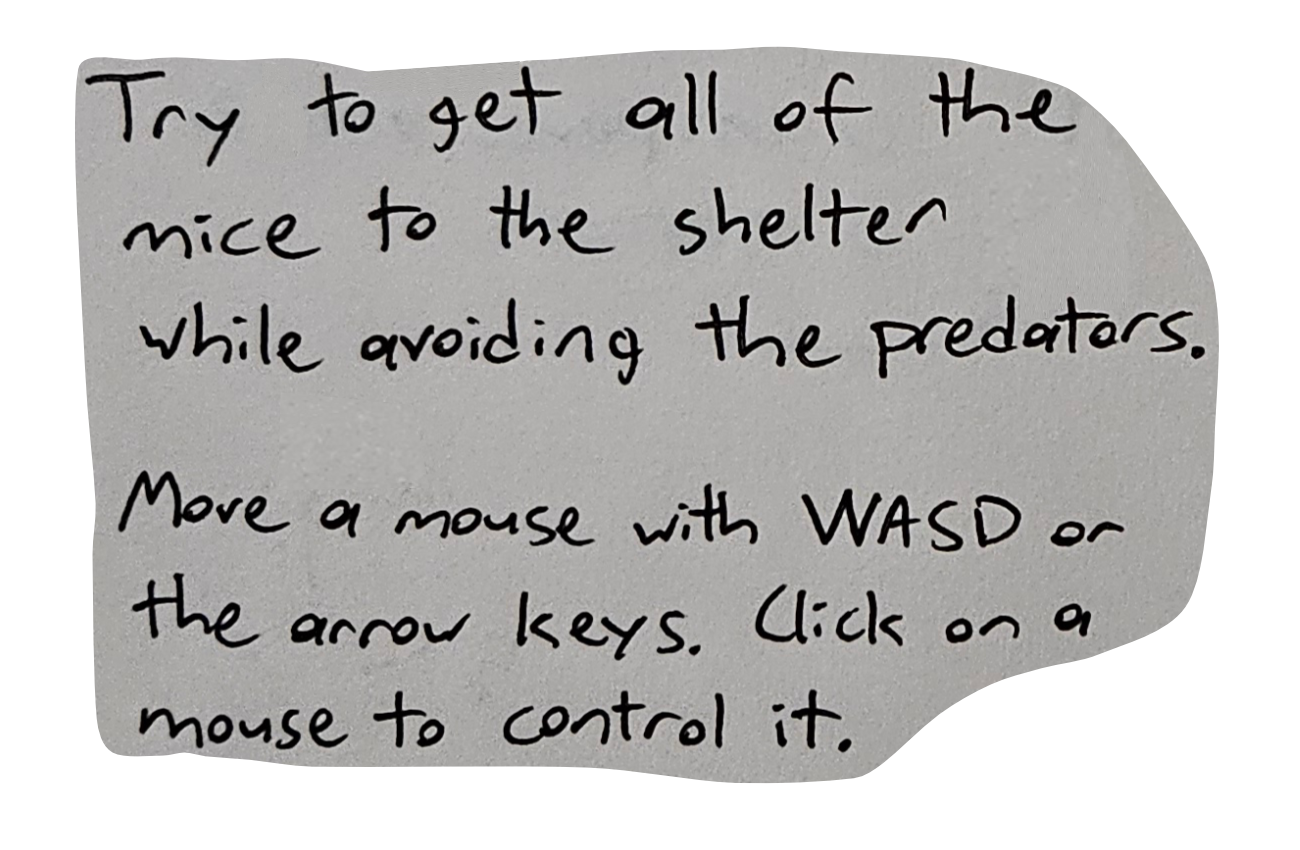 Try to get all of the
mice to the shelter
while avoiding the predators.
Move a mouse with WASD or
the arrow keys. Click on a
mouse to control it.